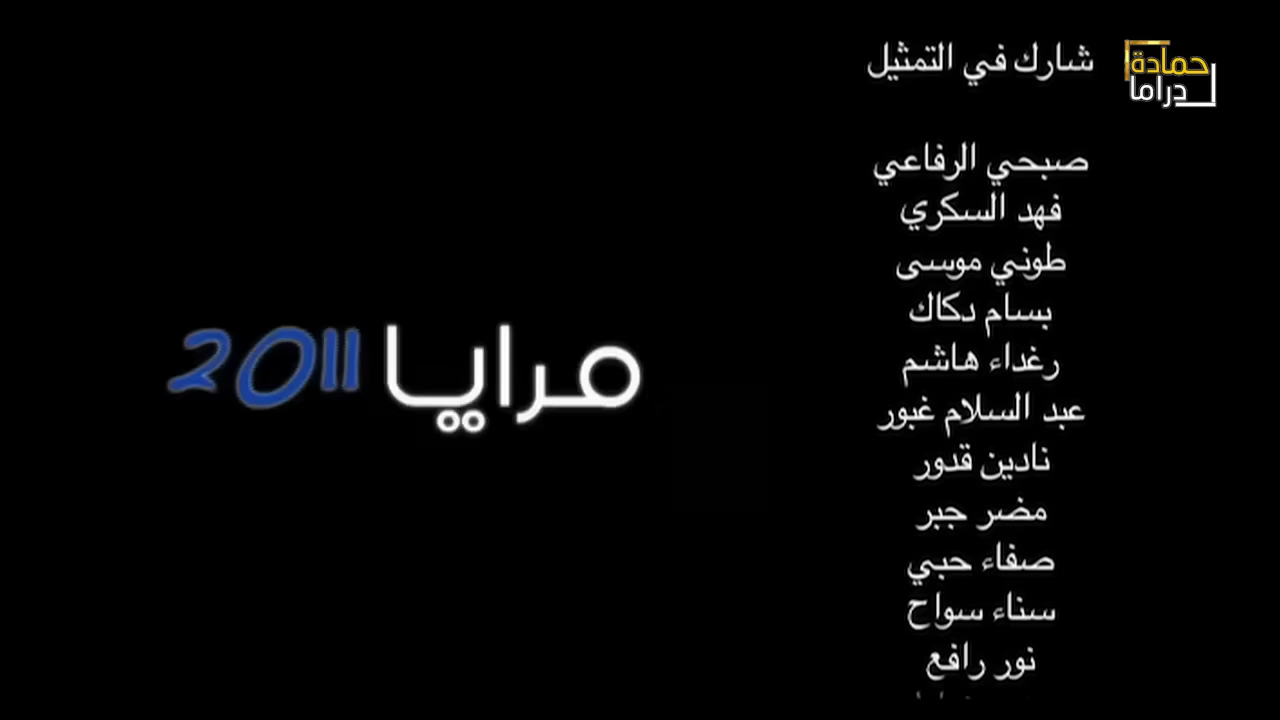 شارك في التمثيل
حمادة
دراما
صبحي الرفاعي
فهد السكري
طوني موسى
بسام دكاك
رغداء هاشم
عبد السلام غبور
نادين قدور
مضر جبر
صفاء حبي
سناء سواح
نور رافع
مرايا 2011